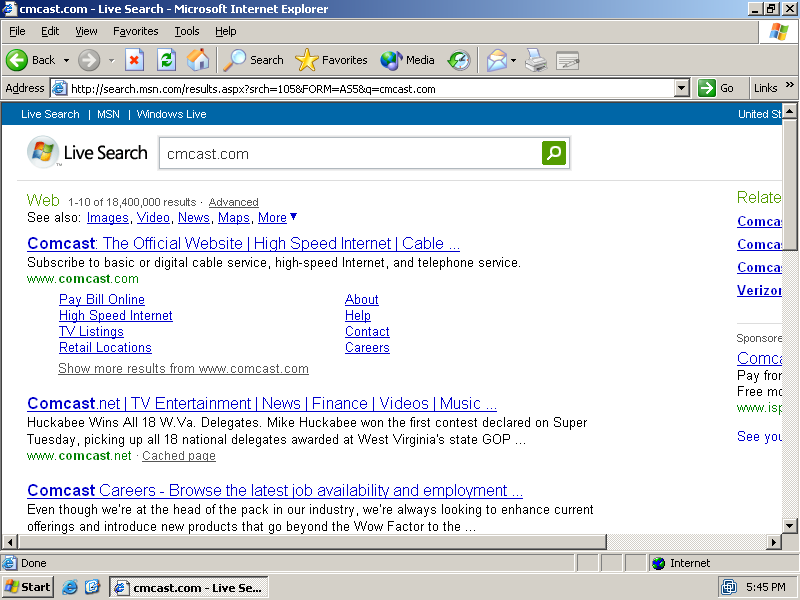 cmcast.com - Live Search - Microsoft Internet Explorer
File Edit View Favorites Tools Help
Back Search Favorites Media
Address http://search.msn.com/results.aspx?srch=105&FORM=AS5&q=cmcast.com Go Links »
Live Search | MSN | Windows Live United St
Live Search cmcast.com
Web 1-10 of 18,400,000 results · Advanced
See also: Images, Video, News, Maps, More
Comcast: The Official Website | High Speed Internet | Cable ...
Subscribe to basic or digital cable service, high-speed Internet, and telephone service.
www.comcast.com
Pay Bill Online About
High Speed Internet Help
TV Listings Contact
Retail Locations Careers
Show more results from www.comcast.com
Comcast.net | TV Entertainment | News | Finance | Videos | Music ...
Huckabee Wins All 18 W.Va. Delegates. Mike Huckabee won the first contest declared on Super
Tuesday, picking up all 18 national delegates awarded at West Virginia's state GOP ...
www.comcast.net · Cached page
Comcast Careers - Browse the latest job availability and employment ...
Even though we're at the head of the pack in our industry, we're always looking to enhance current
offerings and introduce new products that go beyond the Wow Factor to the ...
Relate
Comcas
Comcas
Comcas
Verizon
Sponsore
Comca
Pay fron
Free mo
www.isp
See you
Done Internet
Start cmcast.com - Live Se... 5:45 PM